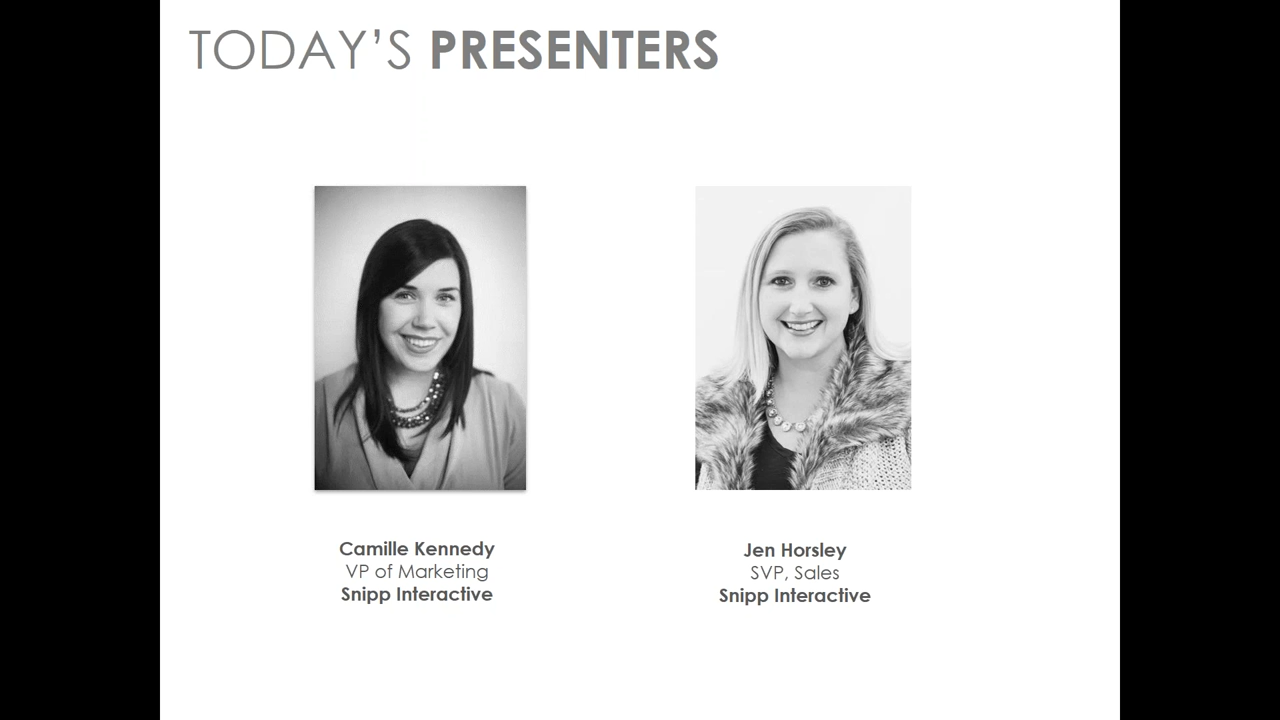 TODAY’S PRESENTERS
Camille Kennedy
VP of Marketing
Snipp Interactive
Jen Horsley
SVP, Sales
Snipp Interactive